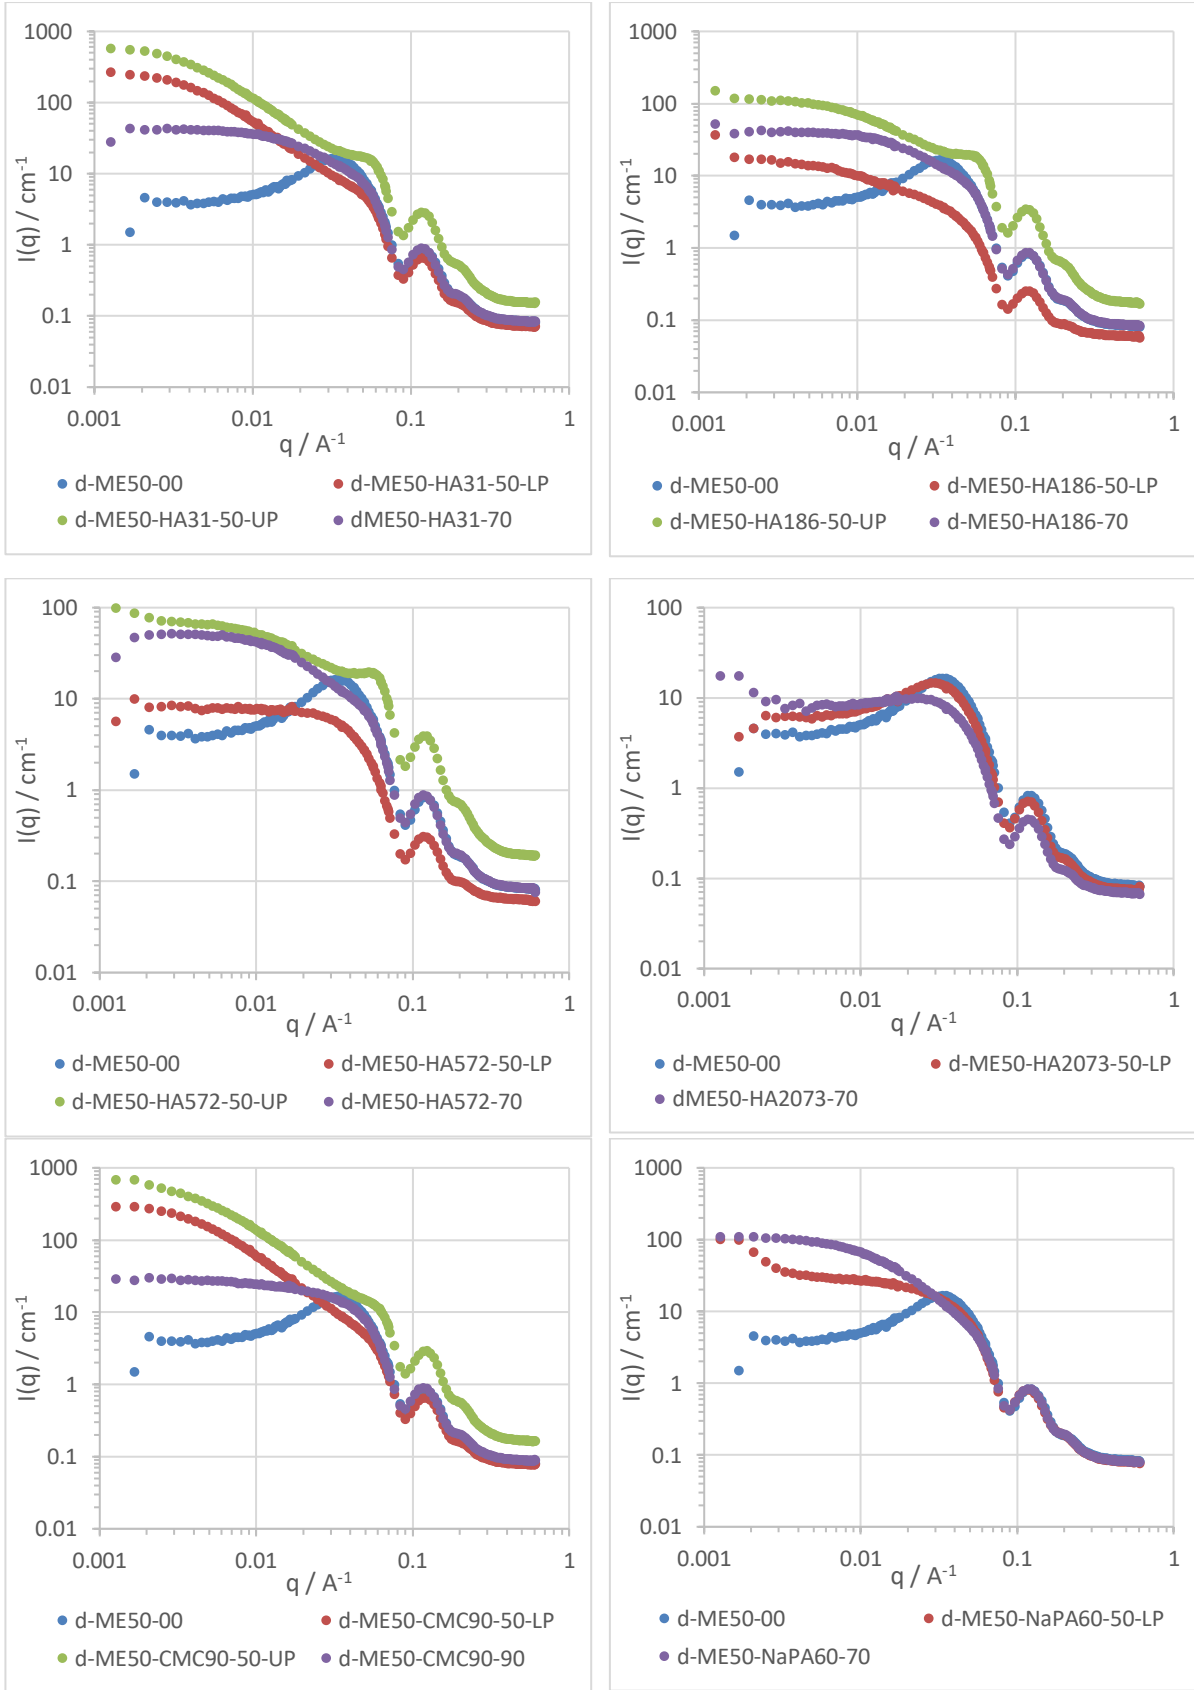 1000
100
10
1
0.1
0.01
0.001 0.01 0.1 1
I(q) / cm-1
q / A-1
d-ME50-00 d-ME50-HA31-50-LP
d-ME50-HA31-50-UP dME50-HA31-70
1000
100
10
1
0.1
0.01
0.001 0.01 0.1 1
I(q) / cm-1
q / A-1
d-ME50-00 d-ME50-HA186-50-LP
d-ME50-HA186-50-UP d-ME50-HA186-70
100
10
1
0.1
0.01
0.001 0.01 0.1 1
I(q) / cm-1
q / A-1
d-ME50-00 d-ME50-HA572-50-LP
d-ME50-HA572-50-UP d-ME50-HA572-70
100
10
1
0.1
0.01
0.001 0.01 0.1 1
I(q) / cm-1
q / A-1
d-ME50-00 d-ME50-HA2073-50-LP
dME50-HA2073-70
1000
100
10
1
0.1
0.01
0.001 0.01 0.1 1
I(q) / cm-1
q / A-1
d-ME50-00 d-ME50-CMC90-50-LP
d-ME50-CMC90-50-UP d-ME50-CMC90-90
1000
100
10
1
0.1
0.01
0.001 0.01 0.1 1
I(q) / cm-1
q / A-1
d-ME50-00 d-ME50-NaPA60-50-LP
d-ME50-NaPA60-70